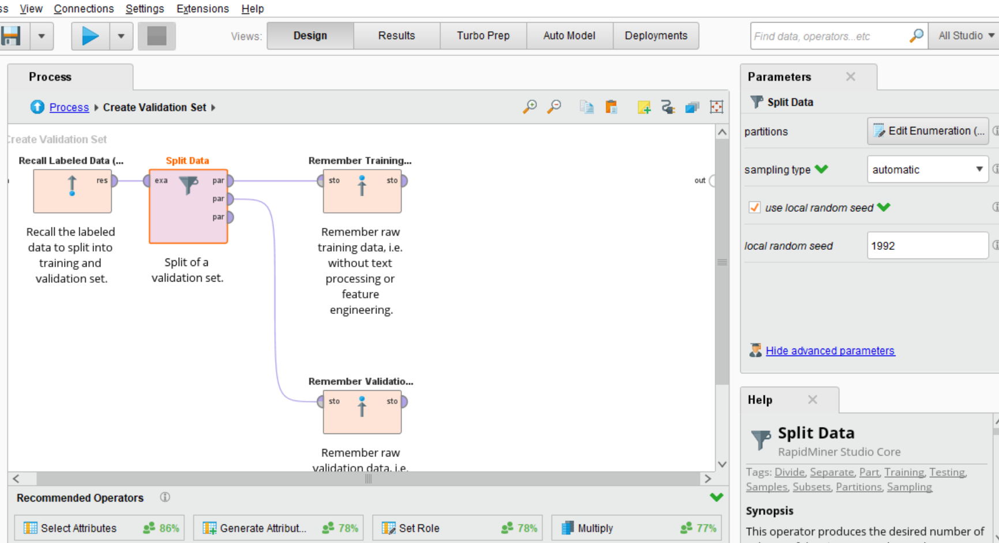 ss View Connections Settings Extensions Help
Views: Design Results Turbo Prep Auto Model Deployments Find data, operators...etc All Studio
Process
Process Create Validation Set
Create Validation Set
Recall Labeled Data (... Split Data Remember Training...
res exa par sto sto out
par
par
Recall the labeled
data to split into
training and
validation set.
Split of a
validation set.
Remember raw
training data, i.e.
without text
processing or
feature
engineering.
Remember Validatio...
sto sto
Remember raw
validation data, i.e.
Recommended Operators
Select Attributes 86% Generate Attribut... 78% Set Role 78% Multiply 77%
Parameters
Split Data
partitions Edit Enumeration (...
sampling type automatic
use local random seed
local random seed 1992
Hide advanced parameters
Help
Split Data
RapidMiner Studio Core
Tags: Divide, Separate, Part, Training, Testing,
Samples, Subsets, Partitions, Sampling
Synopsis
This operator produces the desired number of